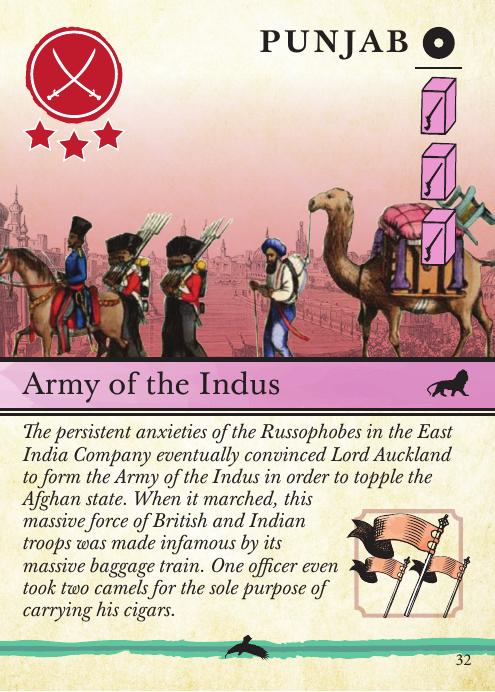 PUNJAB
Army of the Indus
The persistent anxieties of the Russophobes in the East
India Company eventually convinced Lord Auckland
to form the Army of the Indus in order to topple the
Afghan state. When it marched, this
massive force of British and Indian
troops was made infamous by its
massive baggage train. One officer even
took two camels for the sole purpose of
carrying his cigars.
32